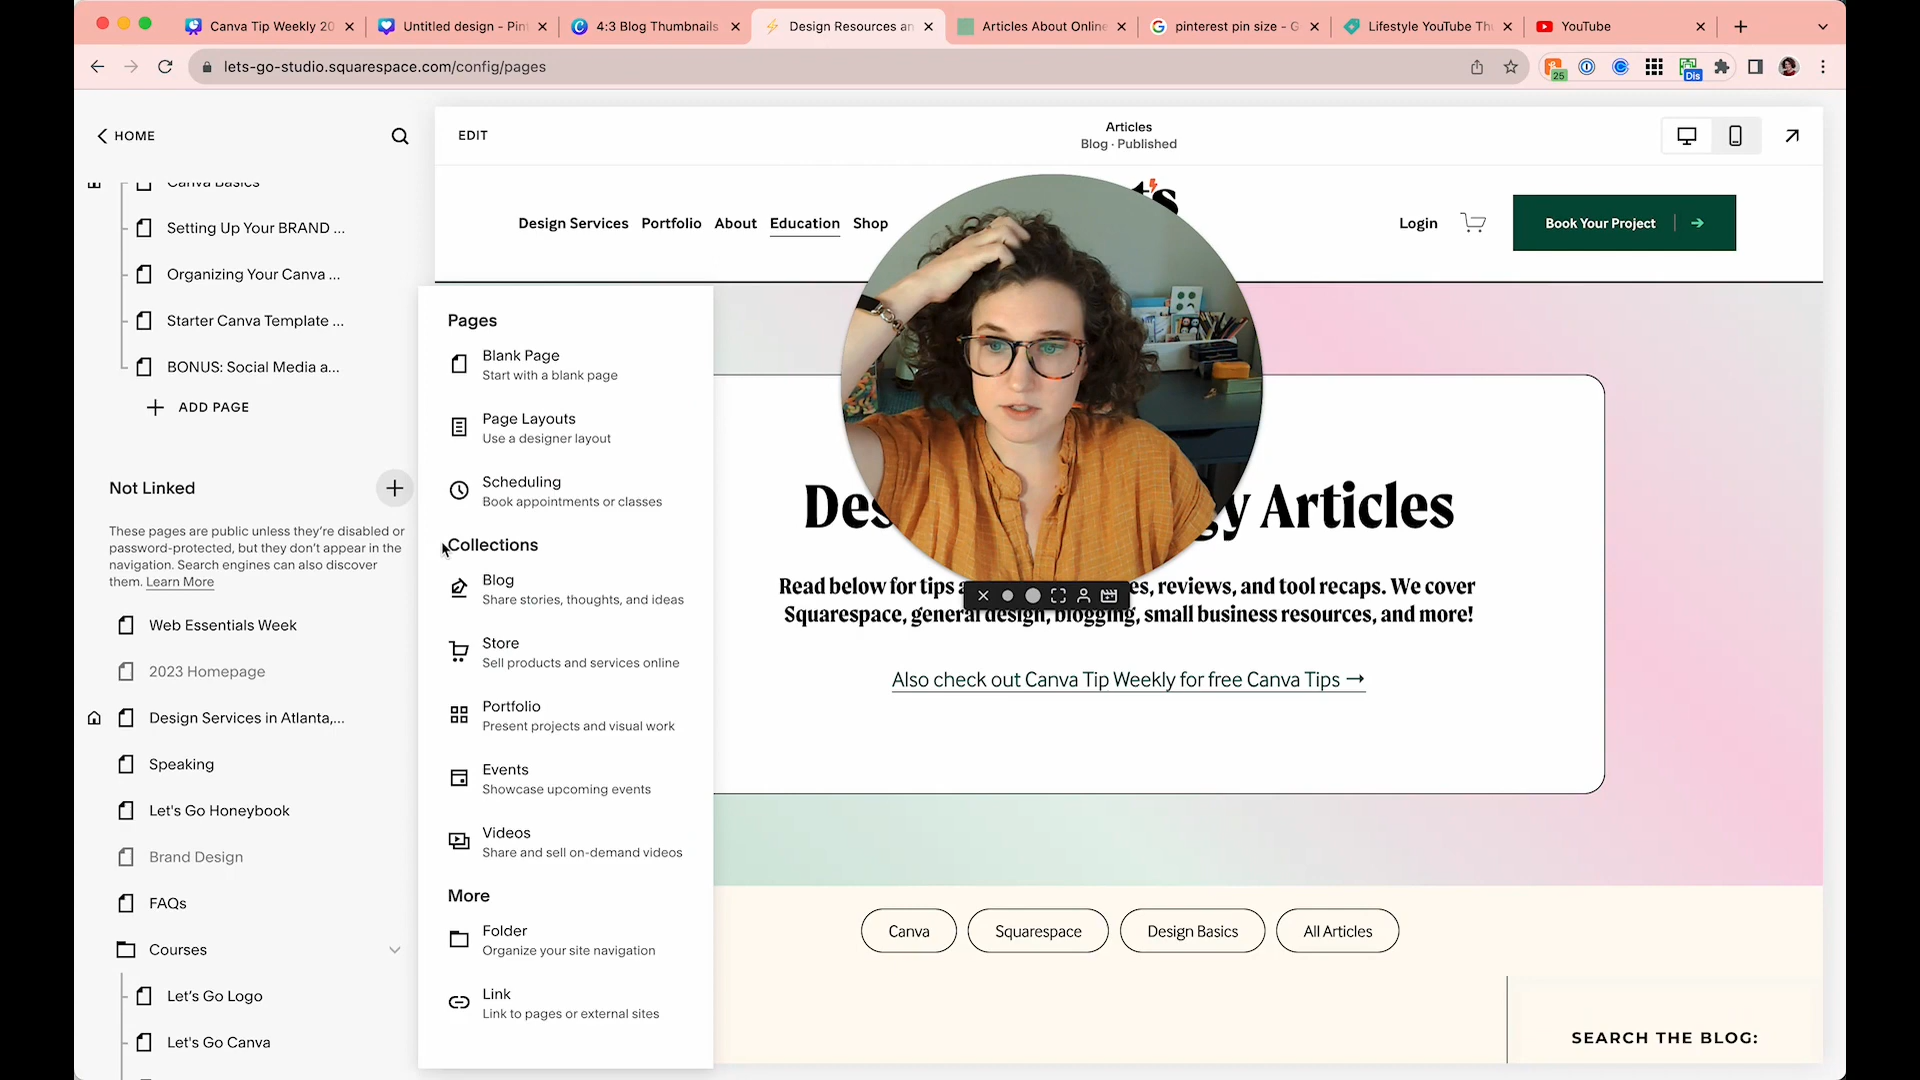 Canva Tip Weekly 20
Untitled design - Pin
4:3 Blog Thumbnails
Design Resources an
Articles About Online
pinterest pin size - G
Lifestyle YouTube Th
YouTube
lets-go-studio.squarespace.com/config/pages
25
Dis
HOME
EDIT
Articles
Blog · Published
Canva Basics
Setting Up Your BRAND ...
Organizing Your Canva ...
Starter Canva Template ...
BONUS: Social Media a...
ADD PAGE
Not Linked
These pages are public unless they're disabled or
password-protected, but they don't appear in the
navigation. Search engines can also discover
them. Learn More
Web Essentials Week
2023 Homepage
Design Services in Atlanta,...
Speaking
Let's Go Honeybook
Brand Design
FAQs
Courses
Let's Go Logo
Let's Go Canva
Pages
Blank Page
Start with a blank page
Page Layouts
Use a designer layout
Scheduling
Book appointments or classes
Collections
Blog
Share stories, thoughts, and ideas
Store
Sell products and services online
Portfolio
Present projects and visual work
Events
Showcase upcoming events
Videos
Share and sell on-demand videos
More
Folder
Organize your site navigation
Link
Link to pages or external sites
Design Services Portfolio About Education Shop
Login
Book Your Project
Des gy Articles
Read below for tips a es, reviews, and tool recaps. We cover
Squarespace, general design, blogging, small business resources, and more!
Also check out Canva Tip Weekly for free Canva Tips →
Canva
Squarespace
Design Basics
All Articles
SEARCH THE BLOG: